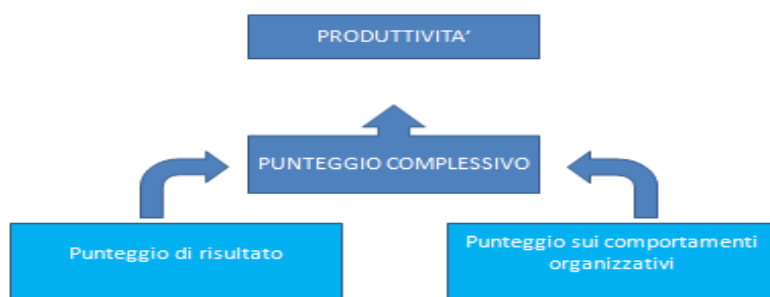 PRODUTTIVITA'
PUNTEGGIO COMPLESSIVO
Punteggio di risultato
Punteggio sui comportamenti
organizzativi